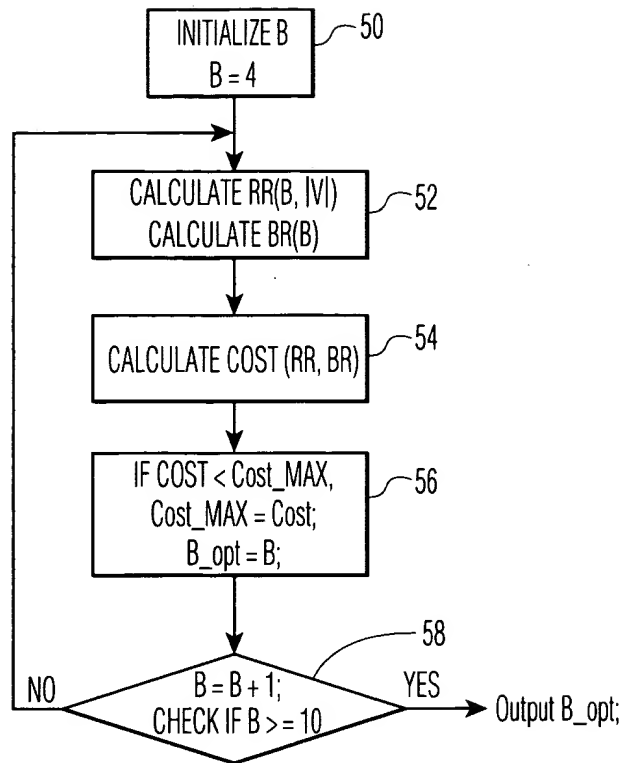 INITIALIZE B
B = 4
50
CALCULATE RR(B, |V|)
CALCULATE BR(B)
52
CALCULATE COST (RR, BR)
54
IF COST < Cost_MAX,
Cost_MAX = Cost;
B_opt = B;
56
58
NO
B = B + 1;
CHECK IF B >= 10
YES
Output B_opt;